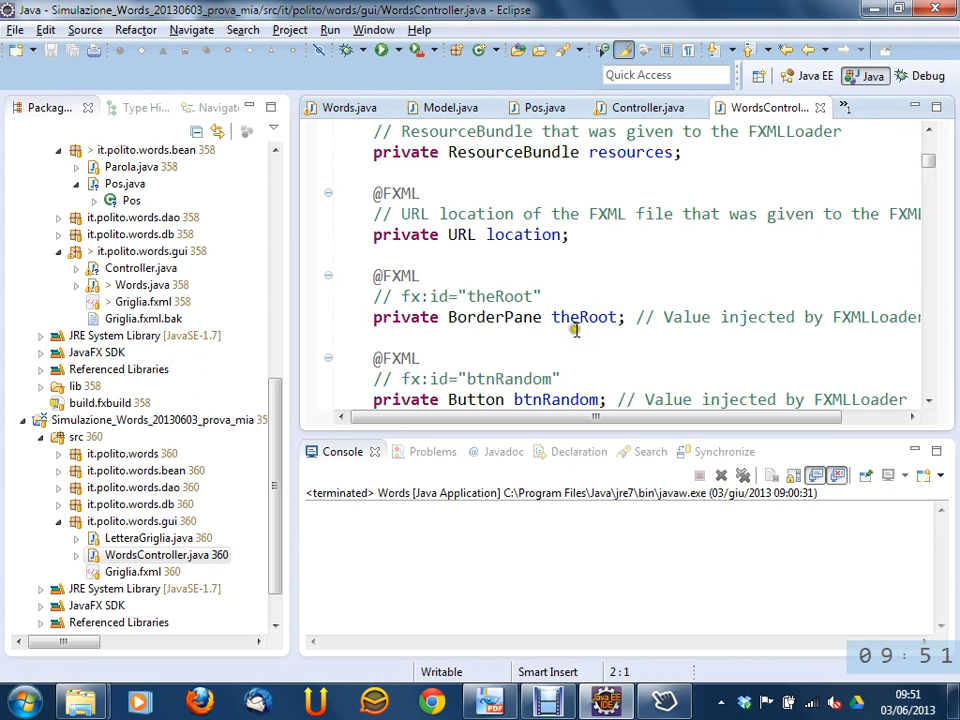 Java - Simulazione_Words_20130603_prova_mia/src/it/polito/words/gui/WordsController.java - Eclipse
File Edit Source Refactor Navigate Search Project Run Window Help
Quick Access
Java EE Java Debug
Packag... Type Hi... Navigat
Words.java Model.java Pos.java Controller.java WordsControl... »1
> it.polito.words.bean 358
Parola.java 358
Pos.java
Pos
it.polito.words.dao 358
it.polito.words.db 358
> it.polito.words.gui 358
Controller.java
> Words.java 358
> Griglia.fxml 358
Griglia.fxml.bak
JRE System Library [JavaSE-1.7]
JavaFX SDK
Referenced Libraries
lib 358
build.fxbuild 358
Simulazione_Words_20130603_prova_mia 35
src 360
it.polito.words 360
it.polito.words.bean 360
it.polito.words.dao 360
it.polito.words.db 360
it.polito.words.gui 360
LetteraGriglia.java 360
WordsController.java 360
Griglia.fxml 360
JRE System Library [JavaSE-1.7]
JavaFX SDK
Referenced Libraries
// ResourceBundle that was given to the FXMLLoader
private ResourceBundle resources;
@FXML
// URL location of the FXML file that was given to the FXML
private URL location;
@FXML
// fx:id="theRoot"
private BorderPane theRoot; // Value injected by FXMLLoader
@FXML
// fx:id="btnRandom"
private Button btnRandom; // Value injected by FXMLLoader
Console Problems Javadoc Declaration Search Synchronize
<terminated> Words [Java Application] C:\Program Files\Java\jre7\bin\javaw.exe (03/giu/2013 09:00:31)
09:51
Writable Smart Insert 2 : 1
PDF
Java EE
IDE
09:51
03/06/2013